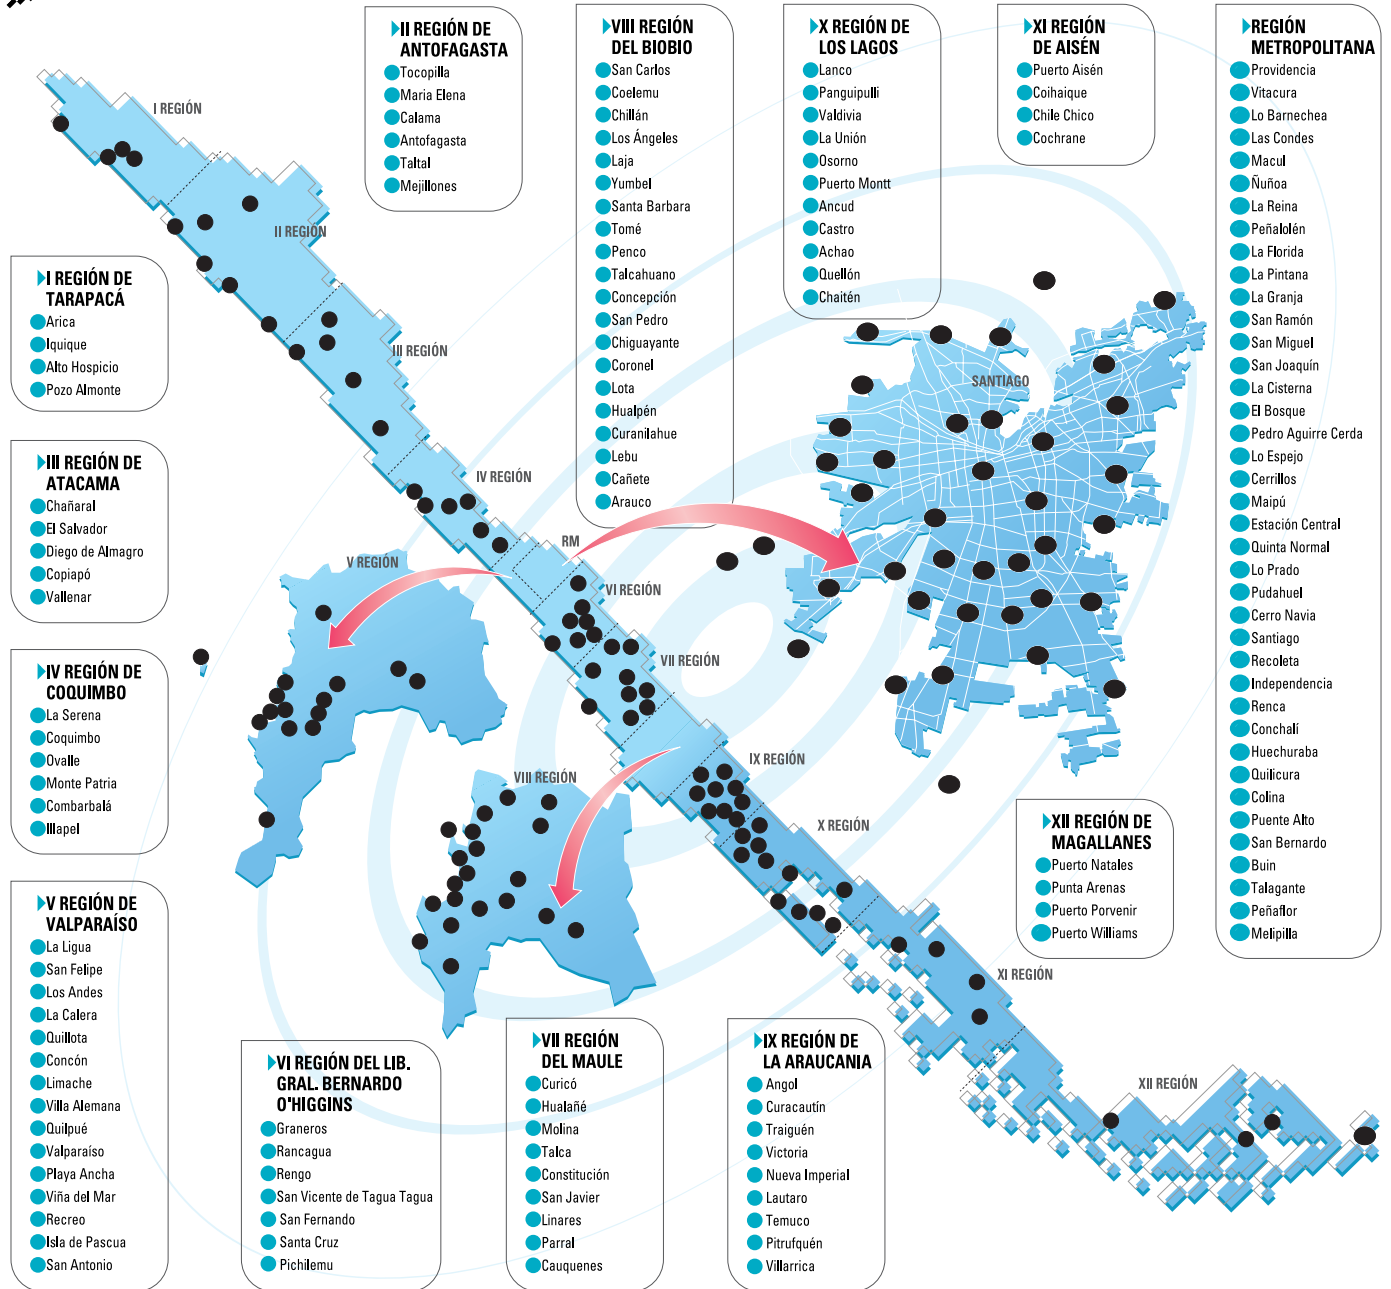 II REGIÓN DE
ANTOFAGASTA
Tocopilla
Maria Elena
Calama
Antofagasta
Taltal
Mejillones
VIII REGIÓN
DEL BIOBIO
San Carlos
Coelemu
Chillán
Los Ángeles
Laja
Yumbel
Santa Barbara
Tomé
Penco
Talcahuano
Concepción
San Pedro
Chiguayante
Coronel
Lota
Hualpén
Curanilahue
Lebu
Cañete
Arauco
X REGIÓN DE
LOS LAGOS
Lanco
Panguipulli
Valdivia
La Unión
Osorno
Puerto Montt
Ancud
Castro
Achao
Quellón
Chaitén
XI REGIÓN
DE AISÉN
Puerto Aisén
Coihaique
Chile Chico
Cochrane
REGIÓN
METROPOLITANA
Providencia
Vitacura
Lo Barnechea
Las Condes
Macul
Ñuñoa
La Reina
Peñalolén
La Florida
La Pintana
La Granja
San Ramón
San Miguel
San Joaquín
La Cisterna
El Bosque
Pedro Aguirre Cerda
Lo Espejo
Cerrillos
Maipú
Estación Central
Quinta Normal
Lo Prado
Pudahuel
Cerro Navia
Santiago
Recoleta
Independencia
Renca
Conchalí
Huechuraba
Quilicura
Colina
Puente Alto
San Bernardo
Buin
Talagante
Peñaflor
Melipilla
I REGIÓN
II REGIÓN
III REGIÓN
IV REGIÓN
RM
V REGIÓN
VI REGIÓN
VII REGIÓN
VIII REGIÓN
IX REGIÓN
X REGIÓN
XI REGIÓN
XII REGIÓN
SANTIAGO
I REGIÓN DE
TARAPACÁ
Arica
Iquique
Alto Hospicio
Pozo Almonte
III REGIÓN DE
ATACAMA
Chañaral
El Salvador
Diego de Almagro
Copiapó
Vallenar
IV REGIÓN DE
COQUIMBO
La Serena
Coquimbo
Ovalle
Monte Patria
Combarbalá
Illapel
V REGIÓN DE
VALPARAÍSO
La Ligua
San Felipe
Los Andes
La Calera
Quillota
Concón
Limache
Villa Alemana
Quilpué
Valparaíso
Playa Ancha
Viña del Mar
Recreo
Isla de Pascua
San Antonio
VI REGIÓN DEL LIB.
GRAL. BERNARDO
O'HIGGINS
Graneros
Rancagua
Rengo
San Vicente de Tagua Tagua
San Fernando
Santa Cruz
Pichilemu
VII REGIÓN
DEL MAULE
Curicó
Hualañé
Molina
Talca
Constitución
San Javier
Linares
Parral
Cauquenes
IX REGIÓN DE
LA ARAUCANIA
Angol
Curacautín
Traiguén
Victoria
Nueva Imperial
Lautaro
Temuco
Pitrufquén
Villarrica
XII REGIÓN DE
MAGALLANES
Puerto Natales
Punta Arenas
Puerto Porvenir
Puerto Williams